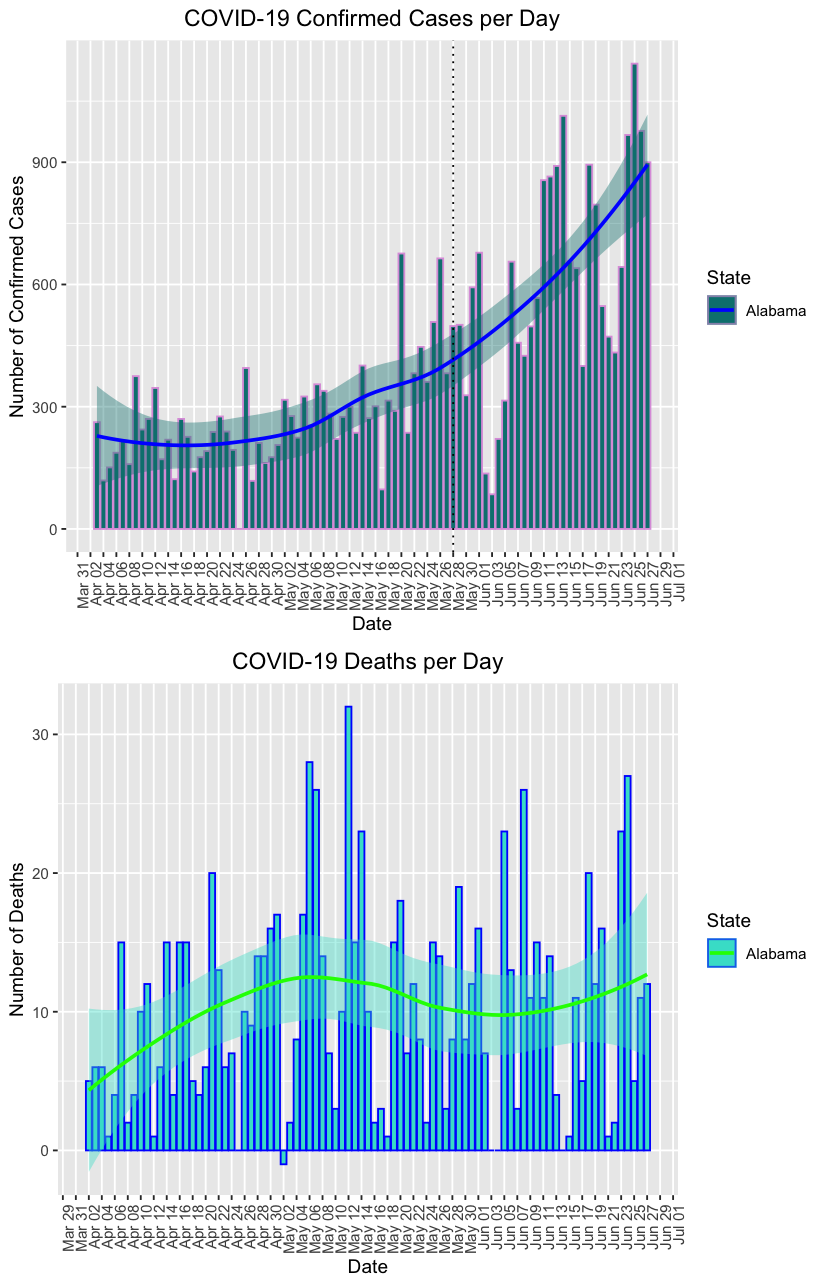 COVID-19 Confirmed Cases per Day
Number of Confirmed Cases
900
600
300
0
Mar 31
Apr 02
Apr 04
Apr 06
Apr 08
Apr 10
Apr 12
Apr 14
Apr 16
Apr 18
Apr 20
Apr 22
Apr 24
Apr 26
Apr 28
Apr 30
May 02
May 04
May 06
May 08
May 10
May 12
May 14
May 16
May 18
May 20
May 22
May 24
May 26
May 28
May 30
Jun 01
Jun 03
Jun 05
Jun 07
Jun 09
Jun 11
Jun 13
Jun 15
Jun 17
Jun 19
Jun 21
Jun 23
Jun 25
Jun 27
Jun 29
Jul 01
Date
State
Alabama
COVID-19 Deaths per Day
Number of Deaths
30
20
10
0
Mar 29
Mar 31
Apr 02
Apr 04
Apr 06
Apr 08
Apr 10
Apr 12
Apr 14
Apr 16
Apr 18
Apr 20
Apr 22
Apr 24
Apr 26
Apr 28
Apr 30
May 02
May 04
May 06
May 08
May 10
May 12
May 14
May 16
May 18
May 20
May 22
May 24
May 26
May 28
May 30
Jun 01
Jun 03
Jun 05
Jun 07
Jun 09
Jun 11
Jun 13
Jun 15
Jun 17
Jun 19
Jun 21
Jun 23
Jun 25
Jun 27
Jun 29
Jul 01
Date
State
Alabama